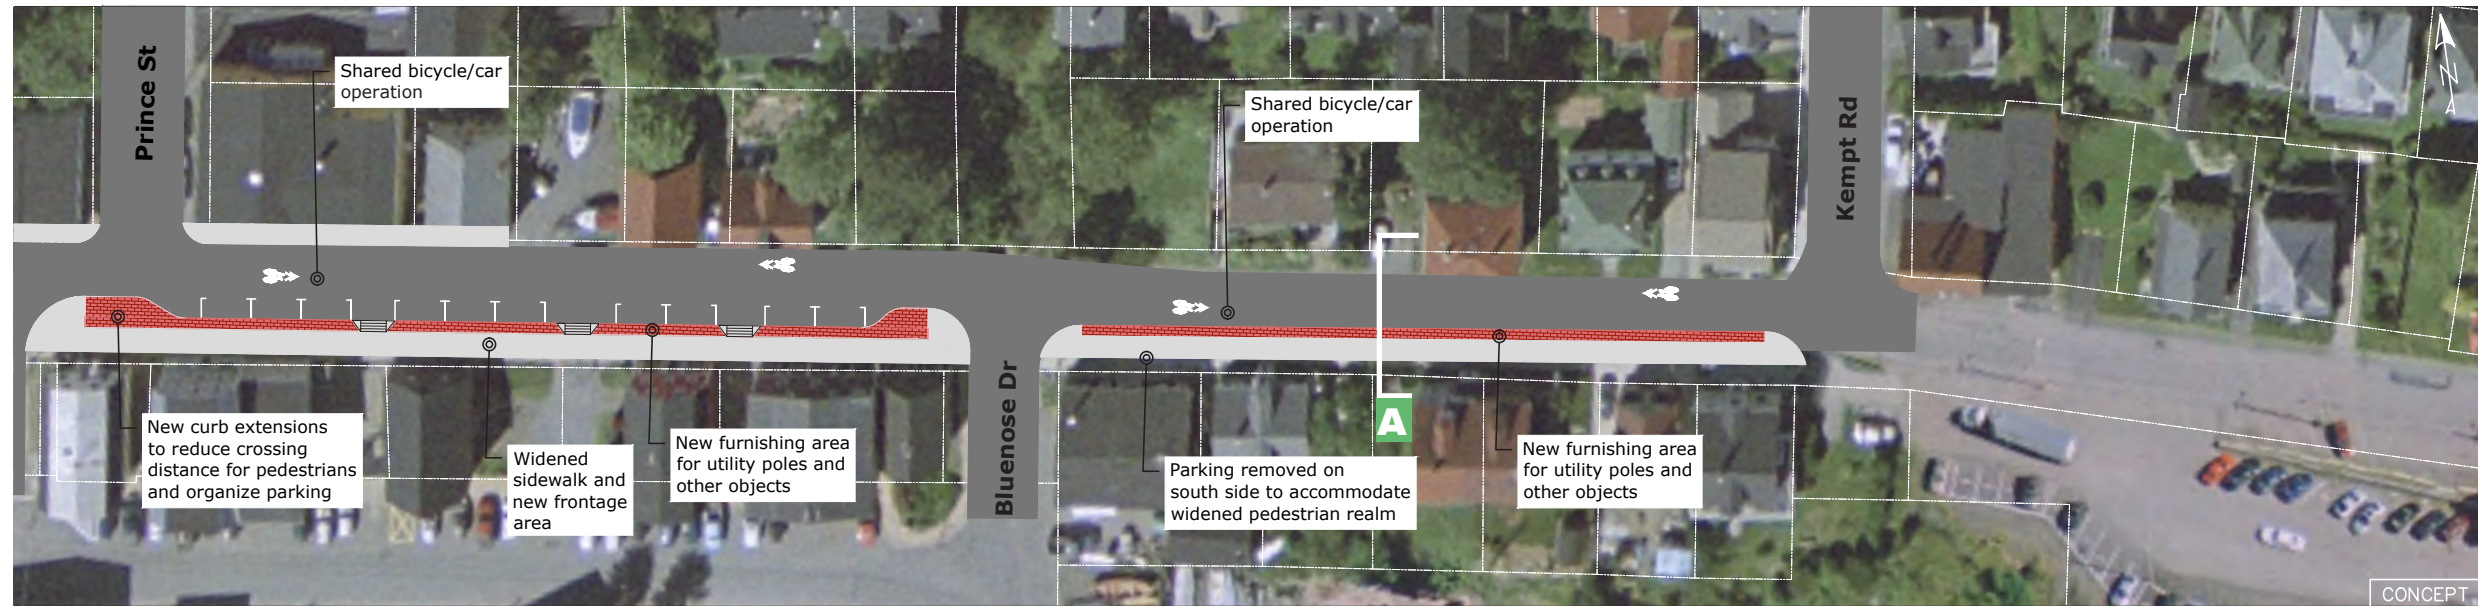 Prince St
Shared bicycle/car
operation
Shared bicycle/car
operation
Kempt Rd
N
New curb extensions
to reduce crossing
distance for pedestrians
and organize parking
Widened
sidewalk and
new frontage
area
New furnishing area
for utility poles and
other objects
Bluenose Dr
Parking removed on
south side to accommodate
widened pedestrian realm
A
New furnishing area
for utility poles and
other objects
CONCEPT